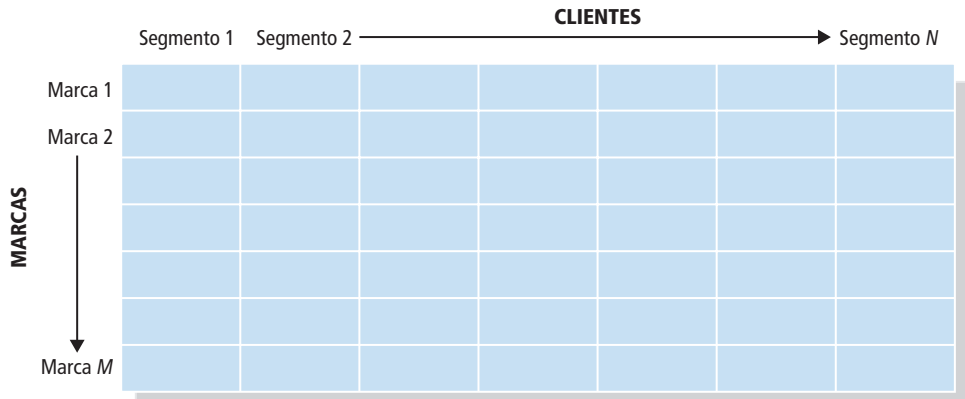 CLIENTES
Segmento 1 Segmento 2 Segmento N
Marca 1
Marca 2
MARCAS
Marca M